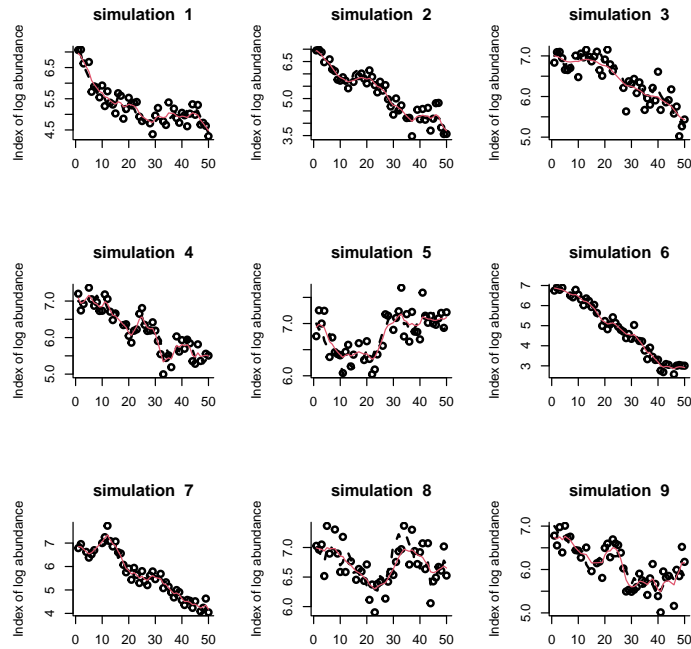 simulation 1
Index of log abundance
6.5
5.5
4.5
0 10 20 30 40 50
simulation 2
Index of log abundance
6.5
5.0
3.5
0 10 20 30 40 50
simulation 3
Index of log abundance
7.0
6.0
5.0
0 10 20 30 40 50
simulation 4
Index of log abundance
7.0
6.0
5.0
0 10 20 30 40 50
simulation 5
Index of log abundance
7.0
6.0
0 10 20 30 40 50
simulation 6
Index of log abundance
7
6
5
4
3
0 10 20 30 40 50
simulation 7
Index of log abundance
7
6
5
4
0 10 20 30 40 50
simulation 8
Index of log abundance
7.0
6.5
6.0
0 10 20 30 40 50
simulation 9
Index of log abundance
7.0
6.0
5.0
0 10 20 30 40 50